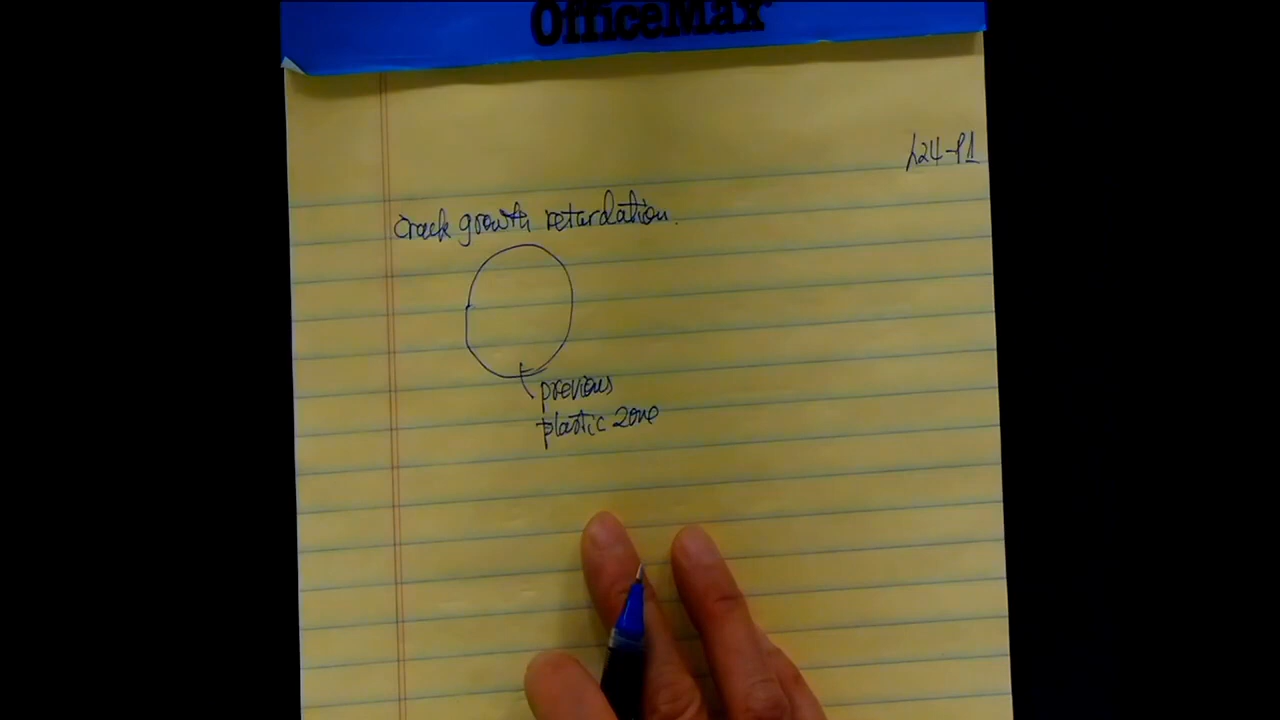 OfficeMax
L24-P1
Crack growth retardation.
previous
plastic zone